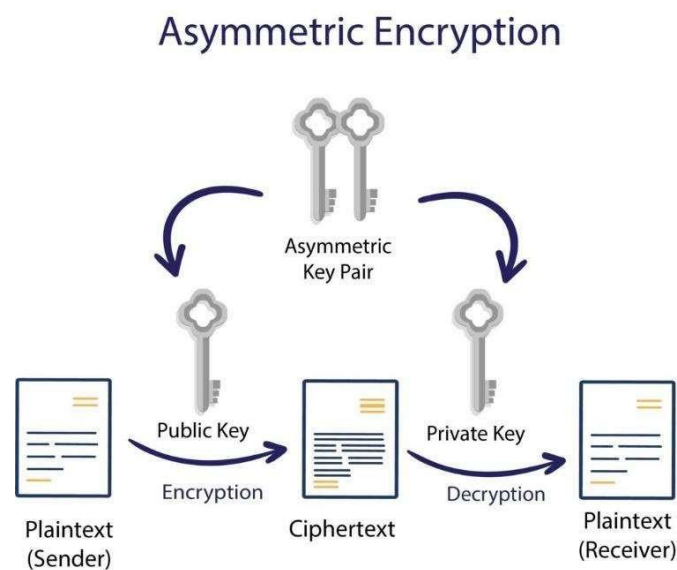 Asymmetric Encryption
Asymmetric
Key Pair
Public Key
Private Key
Encryption
Decryption
Plaintext
(Sender)
Ciphertext
Plaintext
(Receiver)